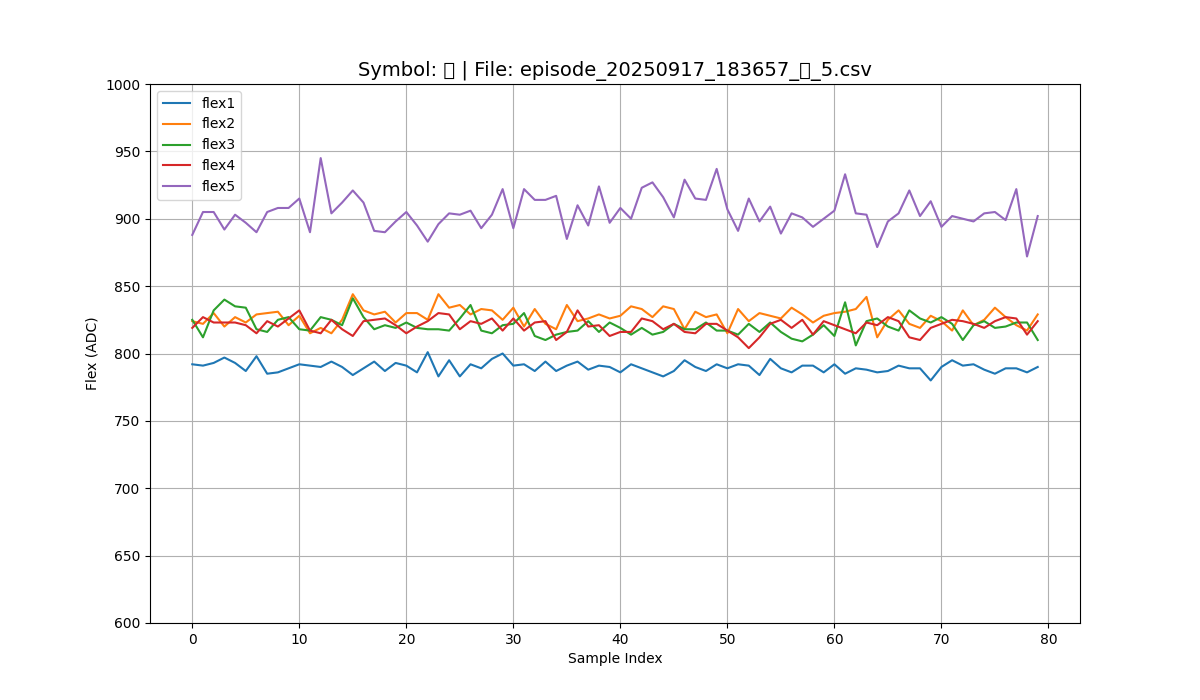 Symbol: ▯ | File: episode_20250917_183657_▯_5.csv
1000
950
900
850
800
750
700
650
600
Flex (ADC)
flex1
flex2
flex3
flex4
flex5
0 10 20 30 40 50 60 70 80
Sample Index